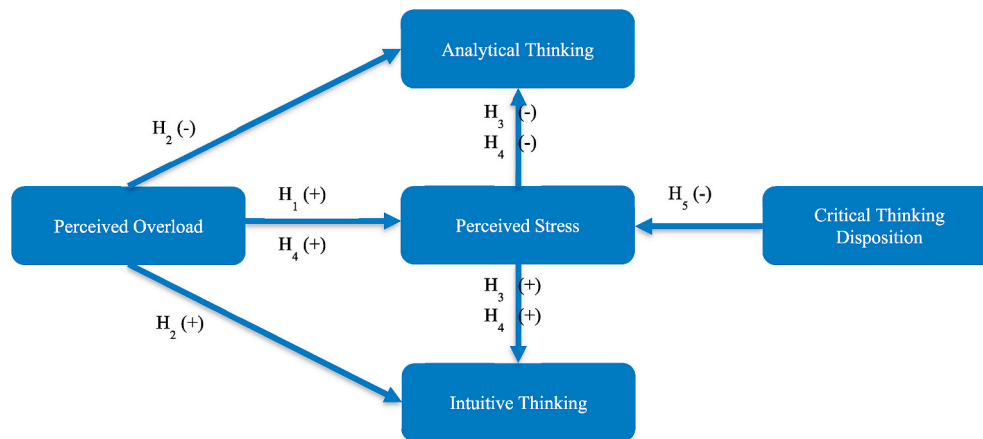 Analytical Thinking
H3 (-)
H4 (-)
H2 (-)
H1 (+)
H5 (-)
Perceived Overload
Perceived Stress
Critical Thinking
Disposition
H4 (+)
H3 (+)
H4 (+)
H2 (+)
Intuitive Thinking